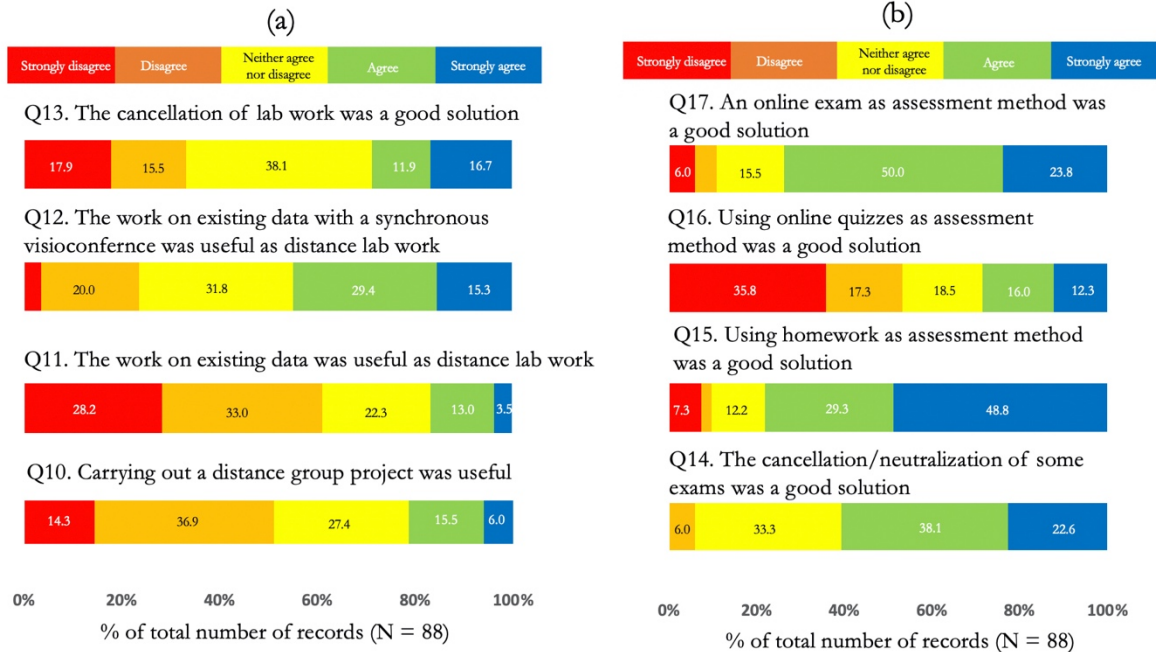 (a)
Strongly disagree Disagree Neither agree nor disagree Agree Strongly agree
Q13. The cancellation of lab work was a good solution
17.9 15.5 38.1 11.9 16.7
Q12. The work on existing data with a synchronous
visioconfernce was useful as distance lab work
20.0 31.8 29.4 15.3
Q11. The work on existing data was useful as distance lab work
28.2 33.0 22.3 13.0 3.5
Q10. Carrying out a distance group project was useful
14.3 36.9 27.4 15.5 6.0
0% 20% 40% 60% 80% 100%
% of total number of records (N = 88)
(b)
Strongly disagree Disagree Neither agree nor disagree Agree Strongly agree
Q17. An online exam as assessment method was
a good solution
6.0 15.5 50.0 23.8
Q16. Using online quizzes as assessment
method was a good solution
35.8 17.3 18.5 16.0 12.3
Q15. Using homework as assessment method
was a good solution
7.3 12.2 29.3 48.8
Q14. The cancellation/neutralization of some
exams was a good solution
6.0 33.3 38.1 22.6
0% 20% 40% 60% 80% 100%
% of total number of records (N = 88)